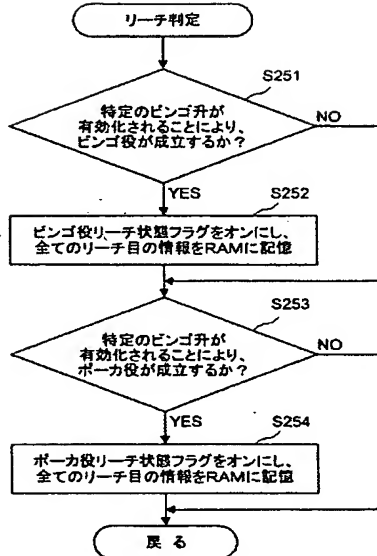 リーチ判定
S251
特定のビンゴ升が
有効化されることにより、
ビンゴ役が成立するか？
NO
YES
S252
ビンゴ役リーチ状態フラグをオンにし、
全てのリーチ目の情報をRAMに記憶
S253
特定のビンゴ升が
有効化されることにより、
ポーカ役が成立するか？
NO
YES
S254
ポーカ役リーチ状態フラグをオンにし、
全てのリーチ目の情報をRAMに記憶
戻る